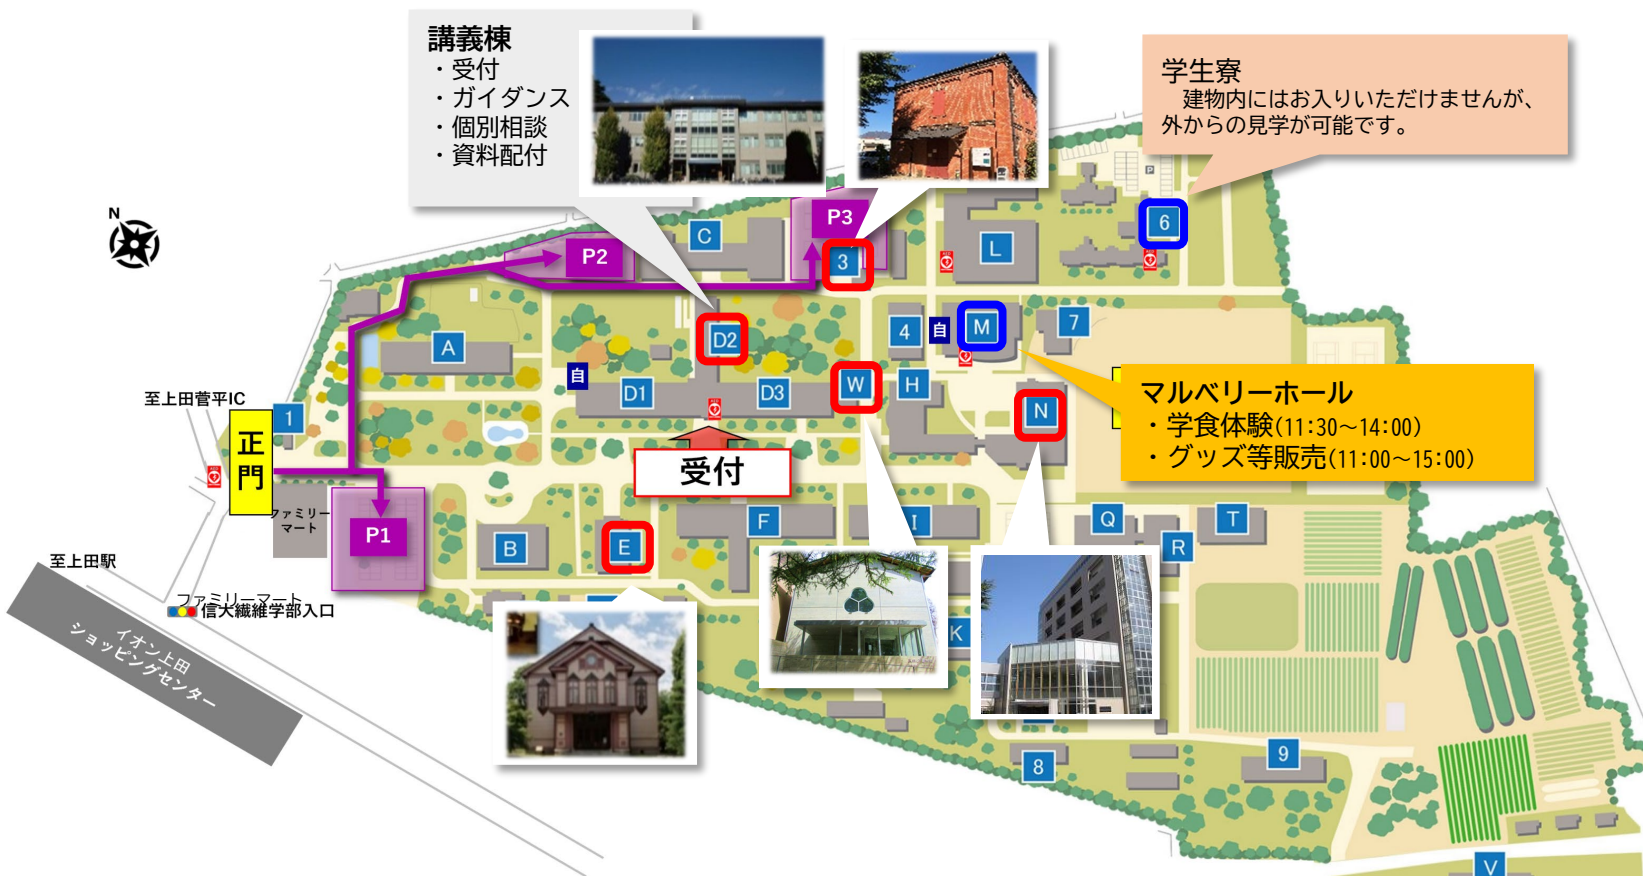 講義棟
・受付
・ガイダンス
・個別相談
・資料配付
学生寮
建物内にはお入りいただけませんが、
外からの見学が可能です。
N
P3
C
P2
3
L
6
P
D2
4
自
M
7
A
自
D1
D3
W
H
N
マルベリーホール
・学食体験(11:30～14:00)
・グッズ等販売(11:00～15:00)
至上田菅平IC
1
正門
受付
ファミリー
マート
P1
B
E
F
I
Q
R
T
至上田駅
ファミリーマート
信大繊維学部入口
イオン上田
ショッピングセンター
K
8
9
V